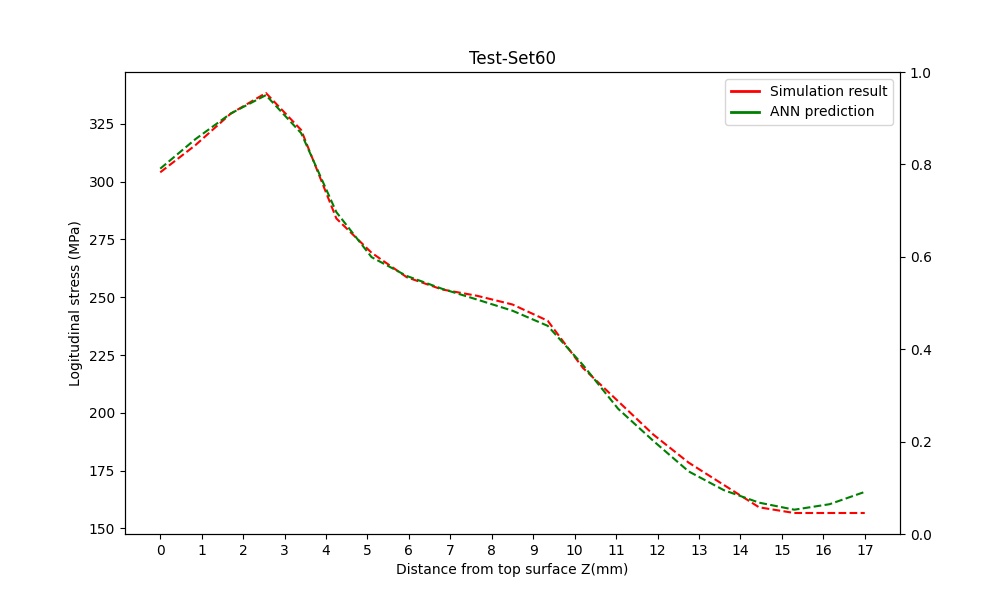 Test-Set60
Simulation result
ANN prediction
Logitudinal stress (MPa)
325
300
275
250
225
200
175
150
1.0
0.8
0.6
0.4
0.2
0.0
0 1 2 3 4 5 6 7 8 9 10 11 12 13 14 15 16 17
Distance from top surface Z(mm)